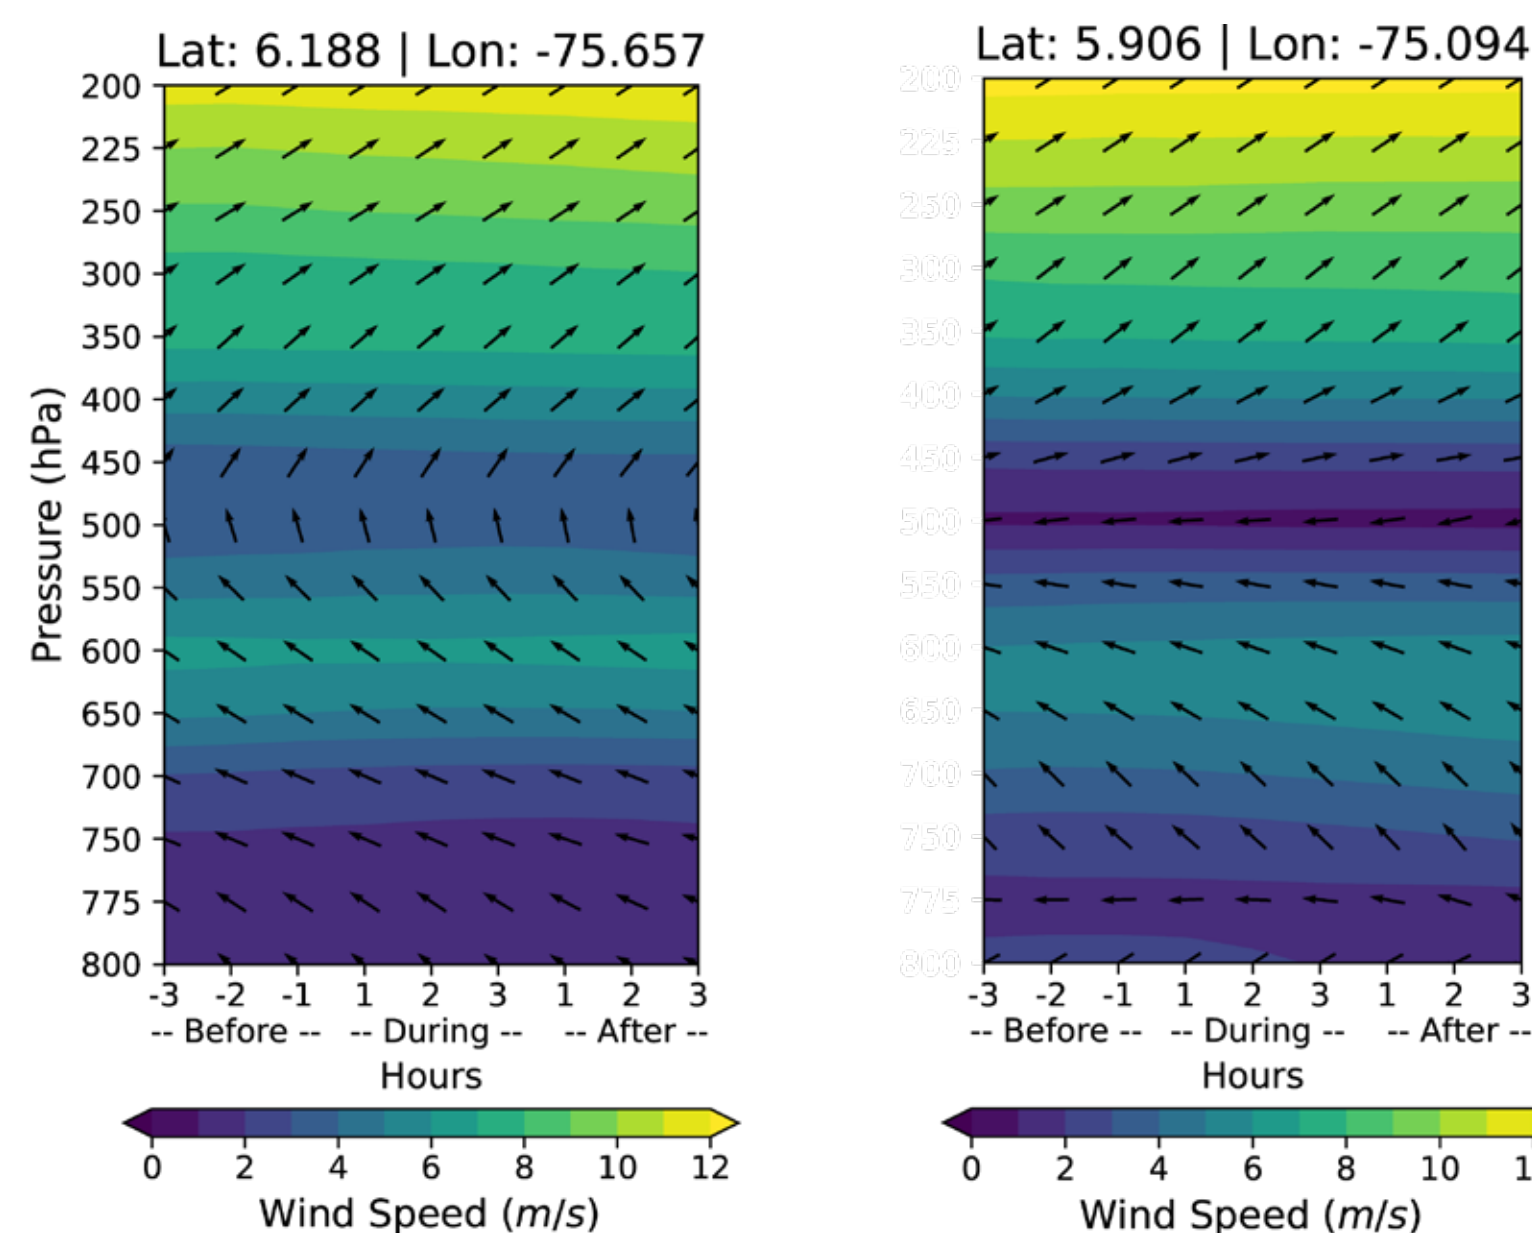 Lat: 6.188 | Lon: -75.657
200
225
250
300
350
400
450
500
550
600
650
700
750
775
800
Pressure (hPa)
-3 -2 -1 1 2 3 1 2 3
-- Before -- -- During -- -- After --
Hours
0 2 4 6 8 10 12
Wind Speed (m/s)
Lat: 5.906 | Lon: -75.094
200
225
250
300
350
400
450
500
550
600
650
700
750
775
800
-3 -2 -1 1 2 3 1 2 3
-- Before -- -- During -- -- After --
Hours
0 2 4 6 8 10
Wind Speed (m/s)